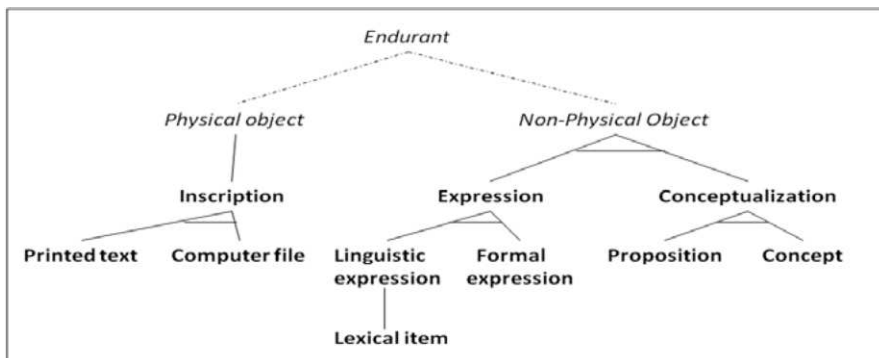 Endurant
Physical object Non-Physical Object
Inscription Expression Conceptualization
Printed text Computer file Linguistic Formal Proposition Concept
expression expression
Lexical item